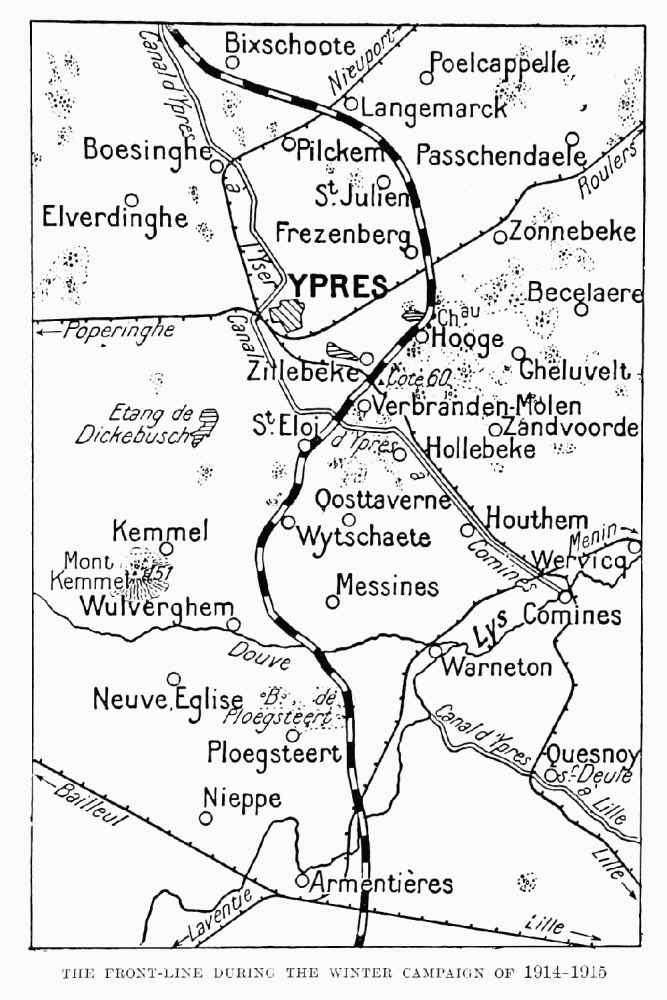 Bixschoote
Nieuport
Canal d'Ypres
Poelcappelle
Langemarck
Boesinghe
Pilckem
Passchendaele
Roulers
à
St. Julien
Elverdinghe
Frezenberg
Zonnebeke
l'Yser
YPRES
Becelaere
Poperinghe
Chau
Hooge
Canal
Zillebeke
Gheluvelt
Cote 60
Verbranden-Molen
Etang de
Dickebusch
St. Eloi
Zandvoorde
d'Ypres
Hollebeke
à
Oosttaverne
Kemmel
Wytschaete
Houthem
Menin
Comines
Wervicq
Mont
Kemmel
151
Messines
Wulverghem
Lys
Comines
Douve
Warneton
Neuve Eglise
B. de
Ploegsteert
Canal d'Ypres
Ploegsteert
Quesnoy
s. Deule
à
Lille
Bailleul
Nieppe
Lille
Armentières
Laventie
Lille
THE FRONT-LINE DURING THE WINTER CAMPAIGN OF 1914-1915